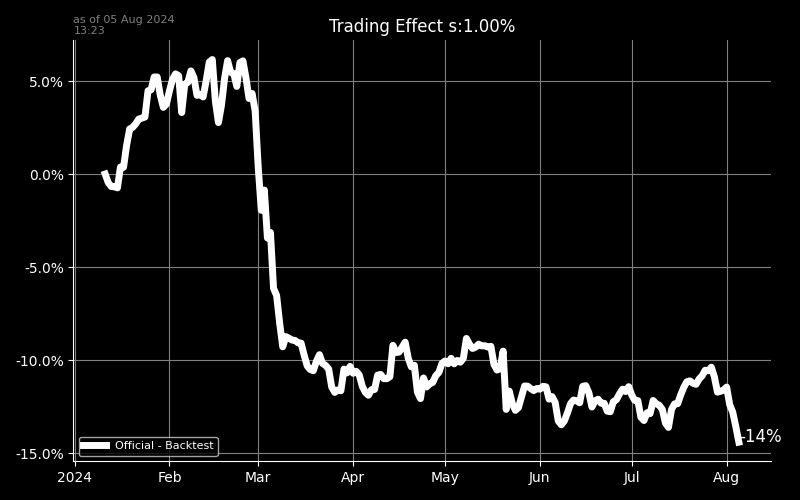 as of 05 Aug 2024
13:23
Trading Effect s:1.00%
5.0%
0.0%
-5.0%
-10.0%
-15.0%
-14%
Official - Backtest
2024 Feb Mar Apr May Jun Jul Aug